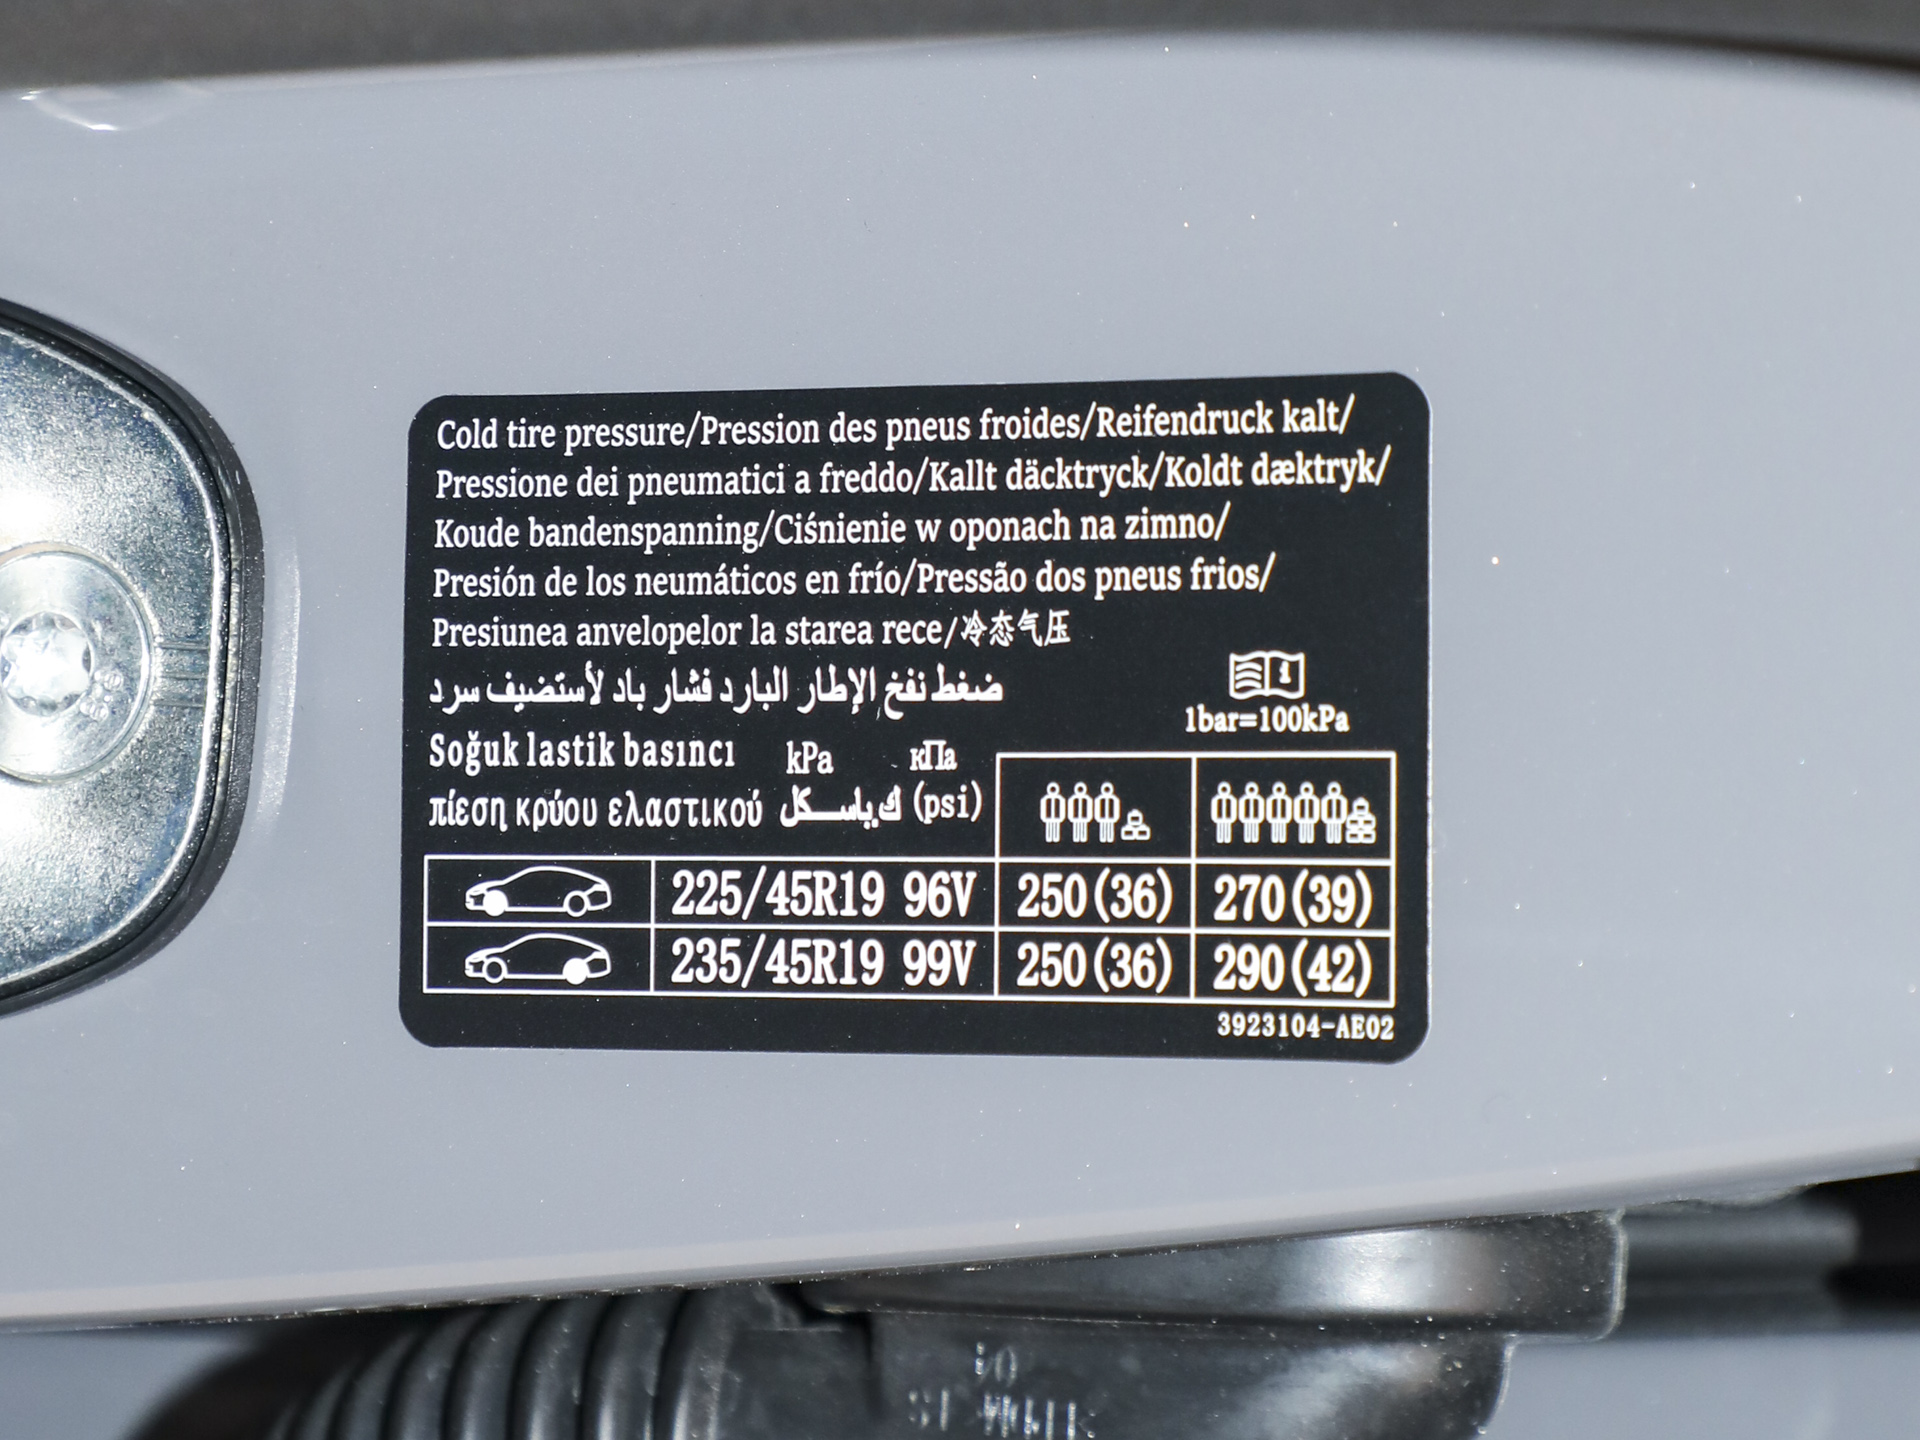 Cold tire pressure/Pression des pneus froides/Reifendruck kalt/
Pressione dei pneumatici a freddo/Kallt däcktryck/Koldt dæktryk/
Koude bandenspanning/Ciśnienie w oponach na zimno/
Presión de los neumáticos en frío/Pressão dos pneus frios/
Presiunea anvelopelor la starea rece/冷态气压
ضغط نفخ الإطار البارد فشار باد لأستضيف سرد
1bar=100kPa
Soğuk lastik basıncı kPa кПа
πίεση κρύου ελαστικού ك.باسـكل (psi)
225/45R19 96V 250(36) 270(39)
235/45R19 99V 250(36) 290(42)
3923104-AE02